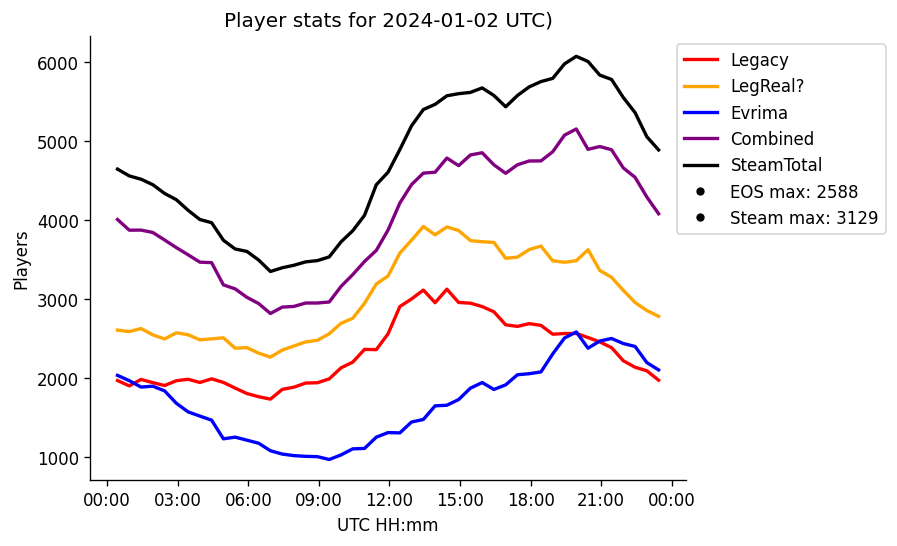 Player stats for 2024-01-02 UTC)
6000
5000
4000
3000
2000
1000
Players
00:00 03:00 06:00 09:00 12:00 15:00 18:00 21:00 00:00
UTC HH:mm
Legacy
LegReal?
Evrima
Combined
SteamTotal
EOS max: 2588
Steam max: 3129